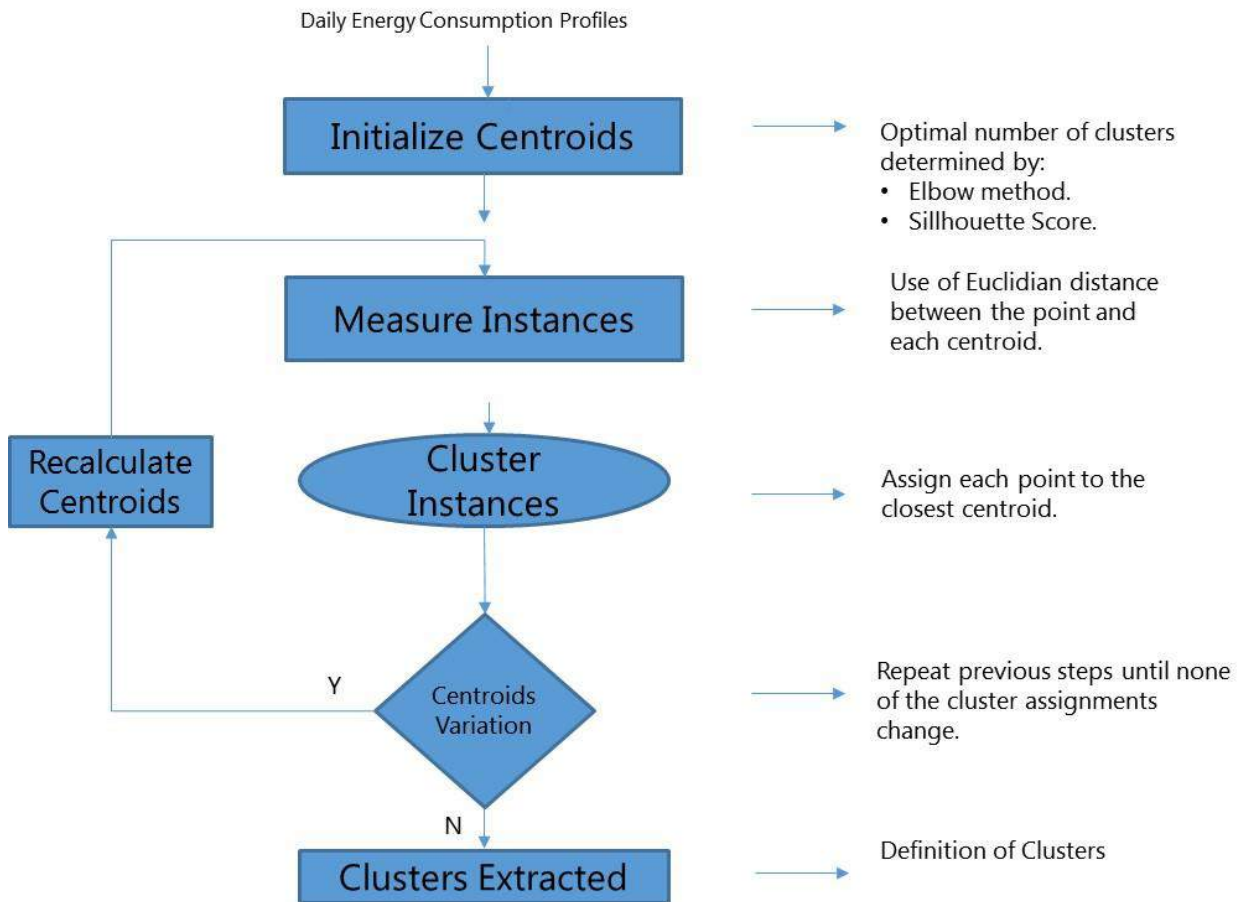 Daily Energy Consumption Profiles
Initialize Centroids
Optimal number of clusters
determined by:
• Elbow method.
• Sillhouette Score.
Measure Instances
Use of Euclidian distance
between the point and
each centroid.
Recalculate
Centroids
Cluster
Instances
Assign each point to the
closest centroid.
Y
Centroids
Variation
Repeat previous steps until none
of the cluster assignments
change.
N
Clusters Extracted
Definition of Clusters